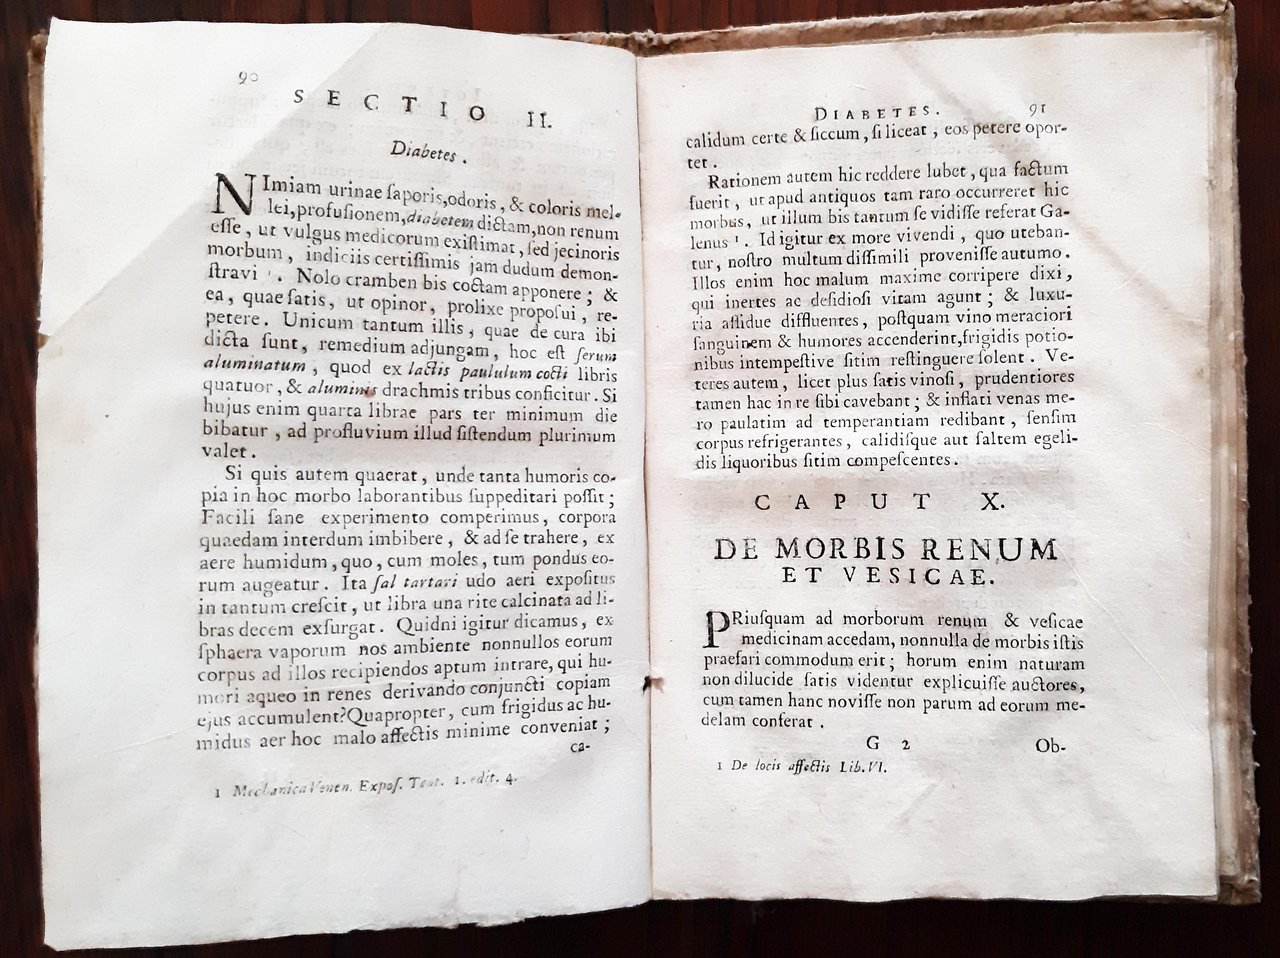 90
SECTIO II.
Diabetes.
NImiam urinae ſaporis, odoris, & coloris mel-
lei, profuſionem, diabetem dictam, non renum
eſſe, ut vulgus medicorum exiſtimat, ſed jecinoris
morbum, indiciis certiſſimis jam dudum demon-
ſtravi 1. Nolo cramben bis coctam apponere; &
ea, quae ſatis, ut opinor, prolixe propoſui, re-
petere. Unicum tantum illis, quae de cura ibi
dicta ſunt, remedium adjungam, hoc eſt ſerum
aluminatum, quod ex lactis paululum cocti libris
quatuor, & aluminis drachmis tribus conficitur. Si
hujus enim quarta librae pars ter minimum die
bibatur, ad profluvium illud ſiſtendum plurimum
valet.
Si quis autem quaerat, unde tanta humoris co-
pia in hoc morbo laborantibus ſuppeditari poſſit;
Facili ſane experimento comperimus, corpora
quaedam interdum imbibere, & ad ſe trahere, ex
aere humidum, quo, cum moles, tum pondus eo-
rum augeatur. Ita ſal tartari udo aeri expoſitus
in tantum creſcit, ut libra una rite calcinata ad li-
bras decem exſurgat. Quidni igitur dicamus, ex
ſphaera vaporum nos ambiente nonnullos eorum
corpus ad illos recipiendos aptum intrare, qui hu-
mori aqueo in renes derivando conjuncti copiam
ejus accumulent? Quapropter, cum frigidus ac hu-
midus aer hoc malo affectis minime conveniat;
ca-
1 Mechanica Venen. Expoſ. Tent. 1. edit. 4.
DIABETES. 91
calidum certe & ſiccum, ſi liceat, eos petere opor-
tet.
Rationem autem hic reddere lubet, qua factum
fuerit, ut apud antiquos tam raro occurreret hic
morbus, ut illum bis tantum ſe vidiſſe referat Ga-
lenus 1. Id igitur ex more vivendi, quo uteban-
tur, noſtro multum diſſimili proveniſſe autumo.
Illos enim hoc malum maxime corripere dixi,
qui inertes ac deſidioſi vitam agunt; & luxu-
ria aſſidue diffluentes, poſtquam vino meraciori
ſanguinem & humores accenderint, frigidis potio-
nibus intempeſtive ſitim reſtinguere ſolent. Ve-
teres autem, licet plus ſatis vinoſi, prudentiores
tamen hac in re ſibi cavebant; & inflati venas me-
ro paulatim ad temperantiam redibant, ſenſim
corpus refrigerantes, calidiſque aut ſaltem egeli-
dis liquoribus ſitim compeſcentes.
CAPUT X.
DE MORBIS RENUM
ET VESICAE.
PRiuſquam ad morborum renum & veſicae
medicinam accedam, nonnulla de morbis iſtis
praefari commodum erit; horum enim naturam
non dilucide ſatis videntur explicuiſſe auctores,
cum tamen hanc noviſſe non parum ad eorum me-
delam conferat.
G 2 Ob-
1 De locis affectis Lib. VI.